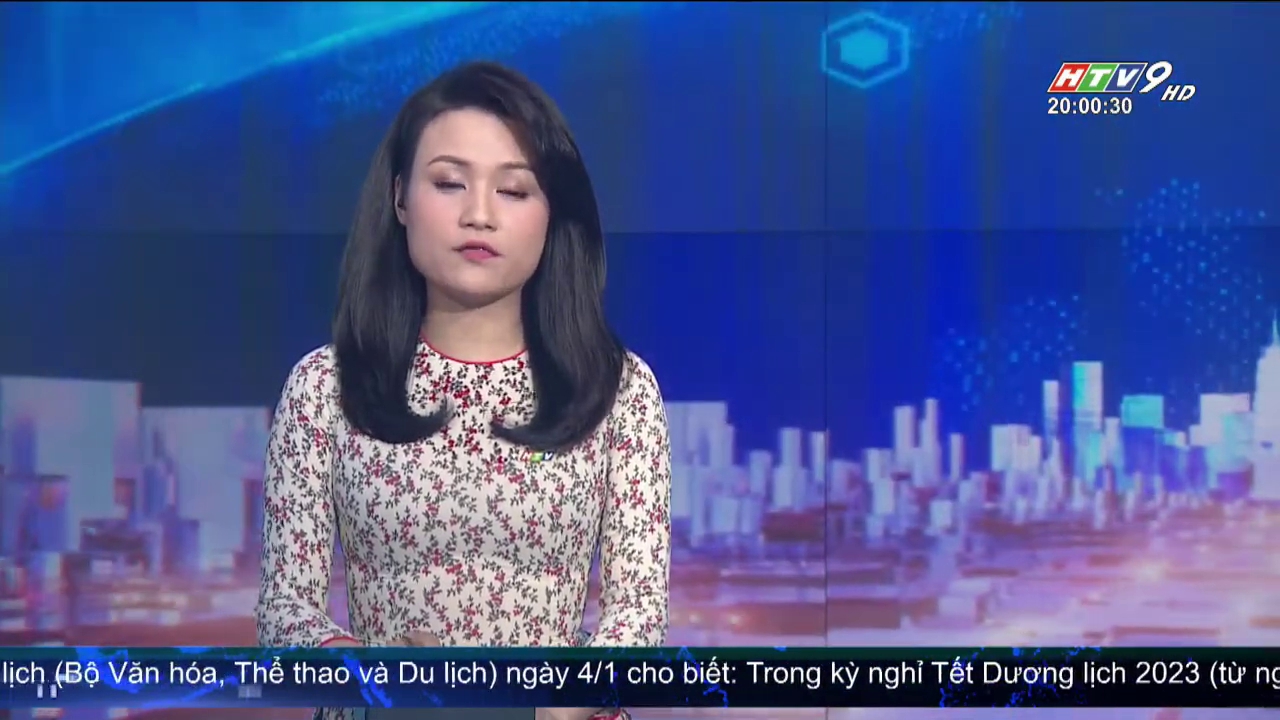 HTV9 HD
20:00:30
HTV
lịch (Bộ Văn hóa, Thể thao và Du lịch) ngày 4/1 cho biết: Trong kỳ nghỉ Tết Dương lịch 2023 (từ